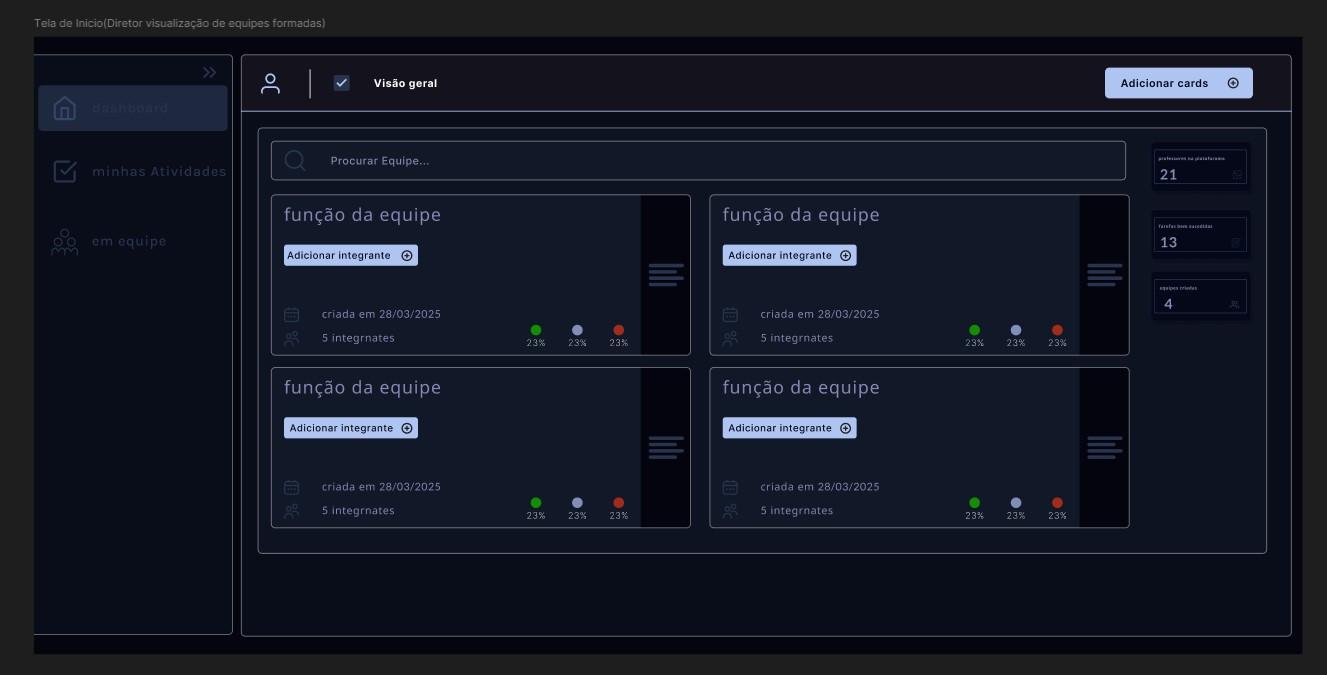 Tela de Inicio(Diretor visualização de equipes formadas)
dashboard
minhas Atividades
em equipe
Visão geral
Adicionar cards
Procurar Equipe...
função da equipe
Adicionar integrante
criada em 28/03/2025
5 integrnates
23% 23% 23%
função da equipe
Adicionar integrante
criada em 28/03/2025
5 integrnates
23% 23% 23%
função da equipe
Adicionar integrante
criada em 28/03/2025
5 integrnates
23% 23% 23%
função da equipe
Adicionar integrante
criada em 28/03/2025
5 integrnates
23% 23% 23%
professores na plataforma
21
Tarefas bem sucedidas
13
equipes criadas
4